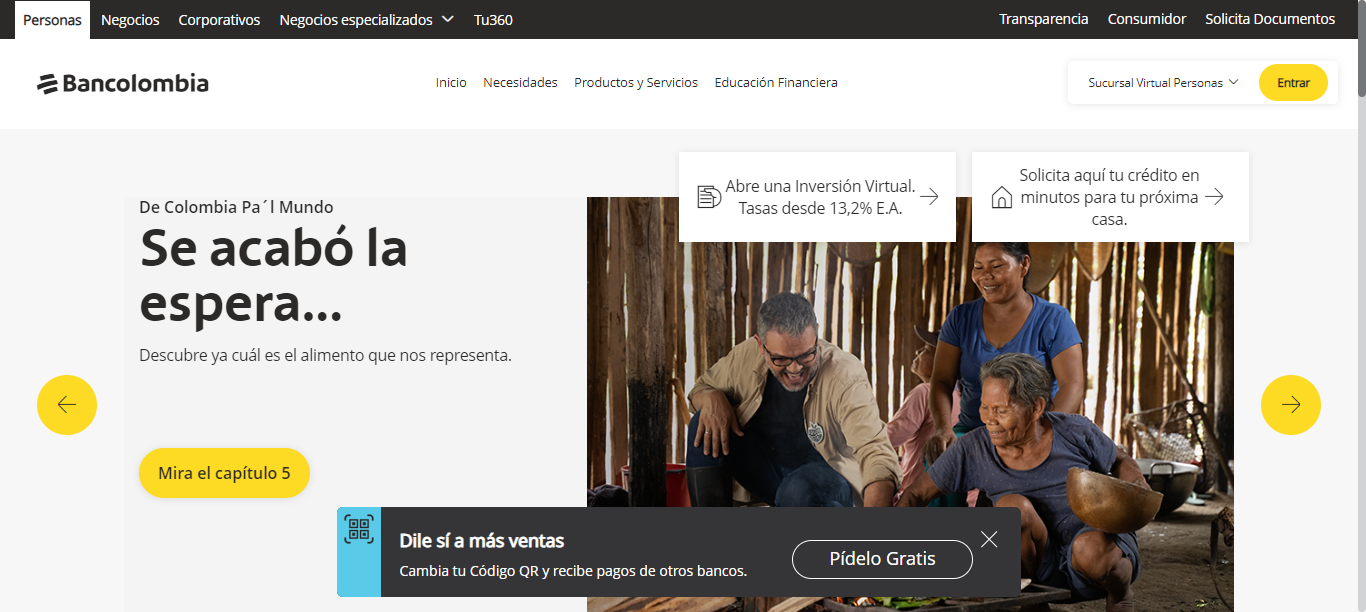 Personas Negocios Corporativos Negocios especializados Tu360 Transparencia Consumidor Solicita Documentos
Bancolombia Inicio Necesidades Productos y Servicios Educación Financiera Sucursal Virtual Personas Entrar
Abre una Inversión Virtual.
Tasas desde 13,2% E.A.
Solicita aquí tu crédito en
minutos para tu próxima
casa.
De Colombia Pa´l Mundo
Se acabó la
espera...
Descubre ya cuál es el alimento que nos representa.
Mira el capítulo 5
Dile sí a más ventas
Cambia tu Código QR y recibe pagos de otros bancos.
Pídelo Gratis